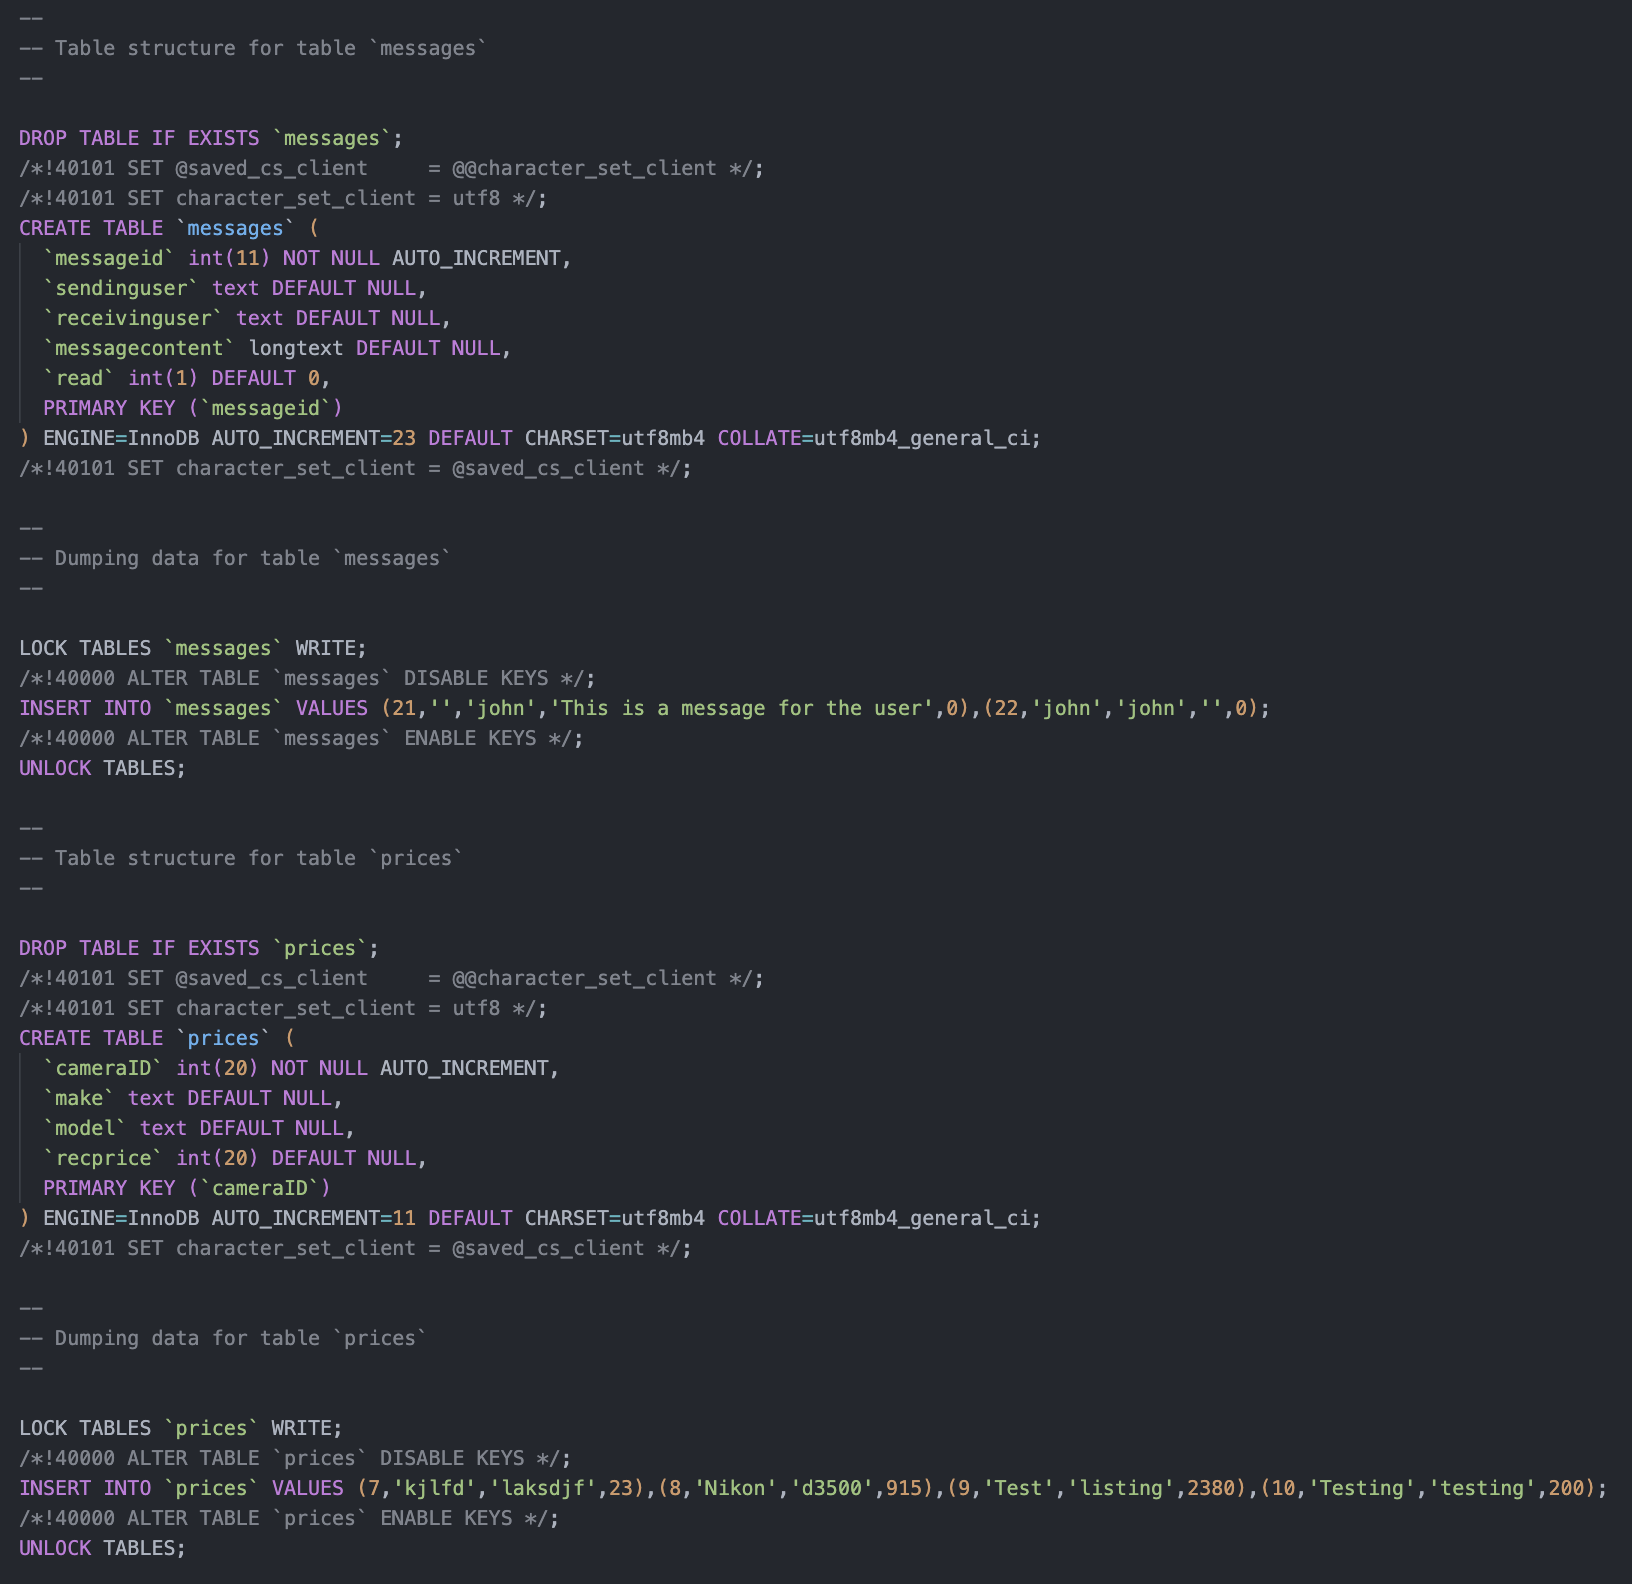 --
-- Table structure for table `messages`
--
DROP TABLE IF EXISTS `messages`;
/*!40101 SET @saved_cs_client     = @@character_set_client */;
/*!40101 SET character_set_client = utf8 */;
CREATE TABLE `messages` (
  `messageid` int(11) NOT NULL AUTO_INCREMENT,
  `sendinguser` text DEFAULT NULL,
  `receivinguser` text DEFAULT NULL,
  `messagecontent` longtext DEFAULT NULL,
  `read` int(1) DEFAULT 0,
  PRIMARY KEY (`messageid`)
) ENGINE=InnoDB AUTO_INCREMENT=23 DEFAULT CHARSET=utf8mb4 COLLATE=utf8mb4_general_ci;
/*!40101 SET character_set_client = @saved_cs_client */;
--
-- Dumping data for table `messages`
--
LOCK TABLES `messages` WRITE;
/*!40000 ALTER TABLE `messages` DISABLE KEYS */;
INSERT INTO `messages` VALUES (21,'','john','This is a message for the user',0),(22,'john','john','',0);
/*!40000 ALTER TABLE `messages` ENABLE KEYS */;
UNLOCK TABLES;
--
-- Table structure for table `prices`
--
DROP TABLE IF EXISTS `prices`;
/*!40101 SET @saved_cs_client     = @@character_set_client */;
/*!40101 SET character_set_client = utf8 */;
CREATE TABLE `prices` (
  `cameraID` int(20) NOT NULL AUTO_INCREMENT,
  `make` text DEFAULT NULL,
  `model` text DEFAULT NULL,
  `recprice` int(20) DEFAULT NULL,
  PRIMARY KEY (`cameraID`)
) ENGINE=InnoDB AUTO_INCREMENT=11 DEFAULT CHARSET=utf8mb4 COLLATE=utf8mb4_general_ci;
/*!40101 SET character_set_client = @saved_cs_client */;
--
-- Dumping data for table `prices`
--
LOCK TABLES `prices` WRITE;
/*!40000 ALTER TABLE `prices` DISABLE KEYS */;
INSERT INTO `prices` VALUES (7,'kjlfd','laksdjf',23),(8,'Nikon','d3500',915),(9,'Test','listing',2380),(10,'Testing','testing',200);
/*!40000 ALTER TABLE `prices` ENABLE KEYS */;
UNLOCK TABLES;